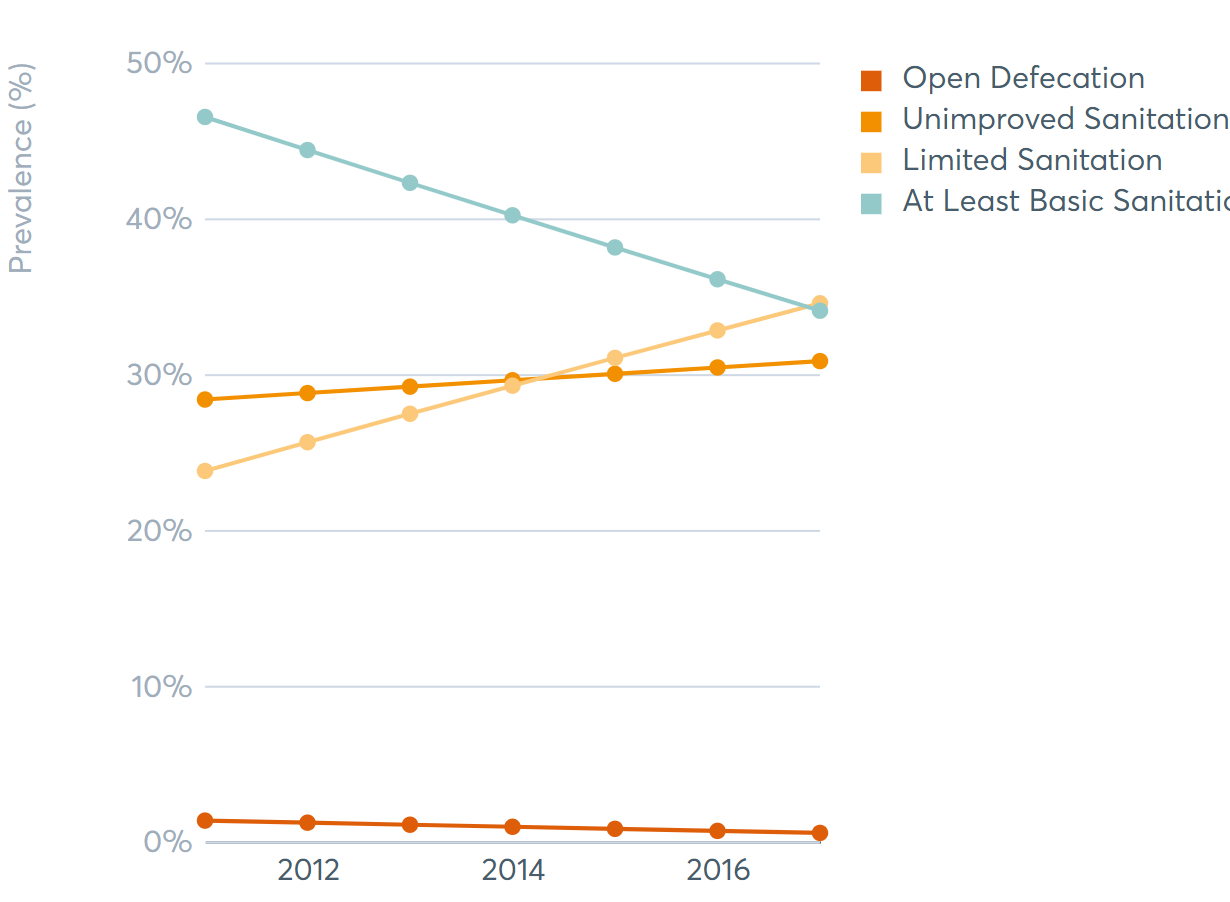 Prevalence (%)
50%
40%
30%
20%
10%
0%
2012
2014
2016
Open Defecation
Unimproved Sanitation
Limited Sanitation
At Least Basic